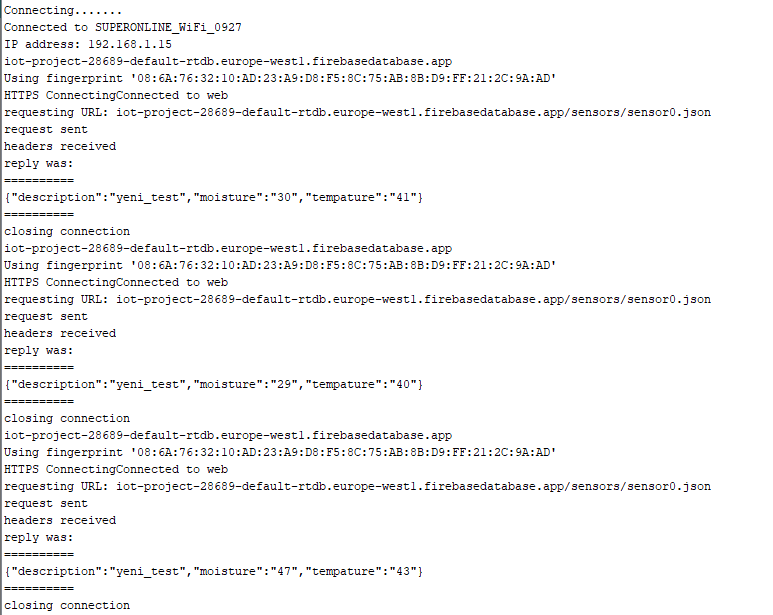 Connecting.......
Connected to SUPERONLINE_WiFi_0927
IP address: 192.168.1.15
iot-project-28689-default-rtdb.europe-west1.firebasedatabase.app
Using fingerprint '08:6A:76:32:10:AD:23:A9:D8:F5:8C:75:AB:8B:D9:FF:21:2C:9A:AD'
HTTPS ConnectingConnected to web
requesting URL: iot-project-28689-default-rtdb.europe-west1.firebasedatabase.app/sensors/sensor0.json
request sent
headers received
reply was:
==========
{"description":"yeni_test","moisture":"30","tempature":"41"}
==========
closing connection
iot-project-28689-default-rtdb.europe-west1.firebasedatabase.app
Using fingerprint '08:6A:76:32:10:AD:23:A9:D8:F5:8C:75:AB:8B:D9:FF:21:2C:9A:AD'
HTTPS ConnectingConnected to web
requesting URL: iot-project-28689-default-rtdb.europe-west1.firebasedatabase.app/sensors/sensor0.json
request sent
headers received
reply was:
==========
{"description":"yeni_test","moisture":"29","tempature":"40"}
==========
closing connection
iot-project-28689-default-rtdb.europe-west1.firebasedatabase.app
Using fingerprint '08:6A:76:32:10:AD:23:A9:D8:F5:8C:75:AB:8B:D9:FF:21:2C:9A:AD'
HTTPS ConnectingConnected to web
requesting URL: iot-project-28689-default-rtdb.europe-west1.firebasedatabase.app/sensors/sensor0.json
request sent
headers received
reply was:
==========
{"description":"yeni_test","moisture":"47","tempature":"43"}
==========
closing connection